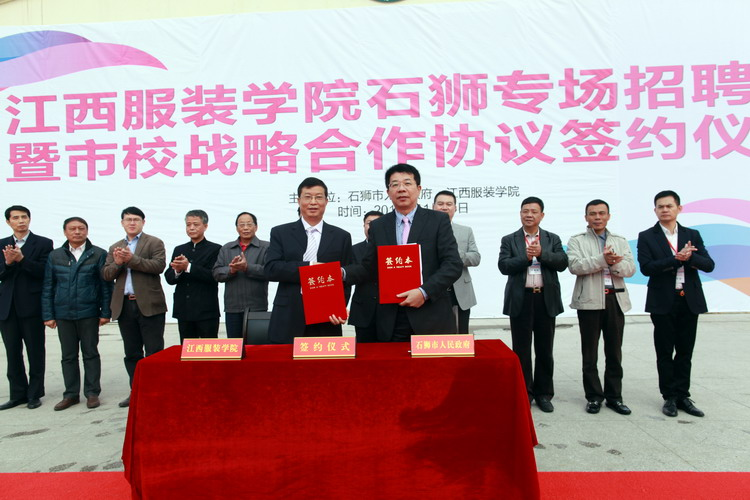 江西服装学院石狮专场招聘
暨市校战略合作协议签约仪
石狮市人
府 江西服装学院
时间
签约本
签约本
江西服装学院
签约仪式
石狮市人民政府